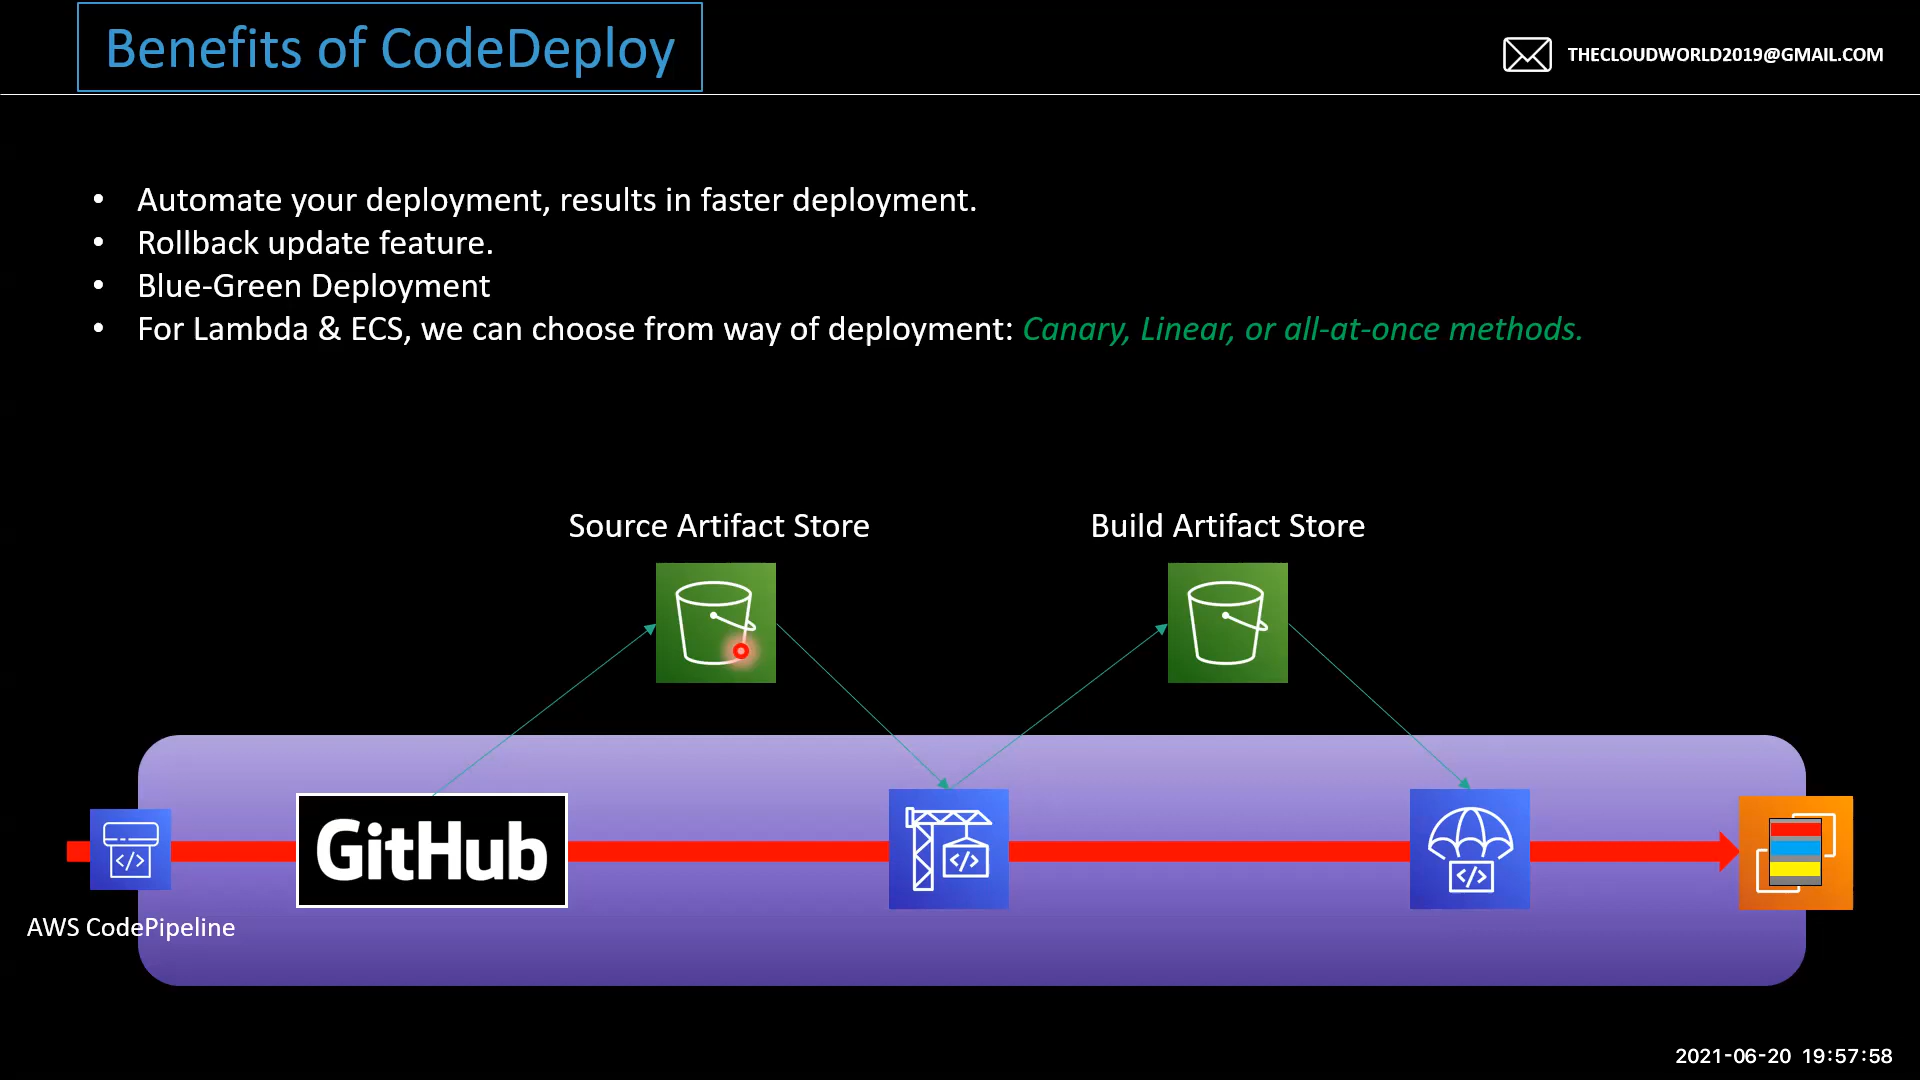 Benefits of CodeDeploy
THECLOUDWORLD2019@GMAIL.COM
• Automate your deployment, results in faster deployment.
• Rollback update feature.
• Blue-Green Deployment
• For Lambda & ECS, we can choose from way of deployment: Canary, Linear, or all-at-once methods.
Source Artifact Store
Build Artifact Store
</>
GitHub
</>
</>
AWS CodePipeline
2021-06-20 19:57:58